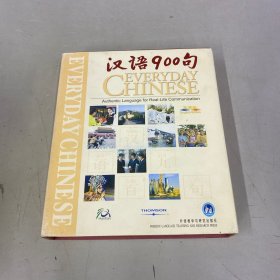 EVERYDAY CHINESE
汉语900句
EVERYDAY
CHINESE
Authentic Language for Real-Life Communication
THOMSON
外语教学与研究出版社
FOREIGN LANGUAGE TEACHING AND RESEARCH PRESS